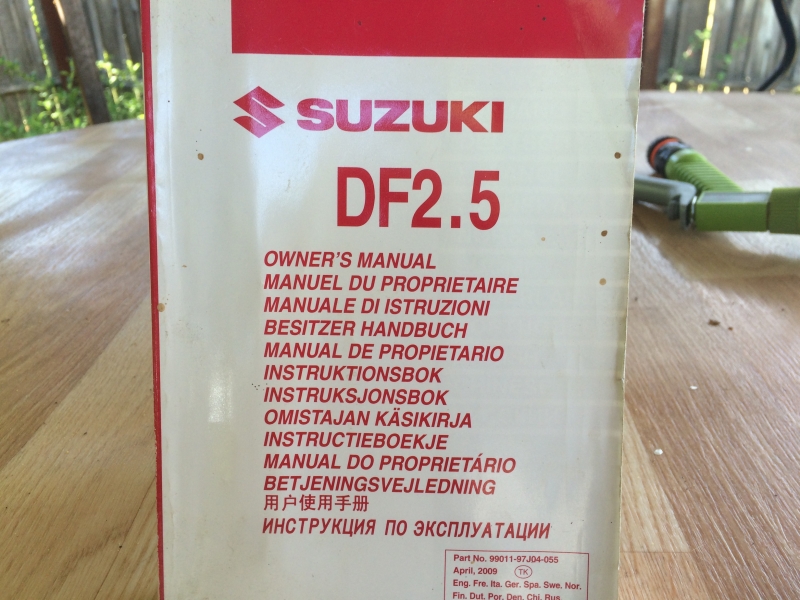 SUZUKI
DF2.5
OWNER'S MANUAL
MANUEL DU PROPRIETAIRE
MANUALE DI ISTRUZIONI
BESITZER HANDBUCH
MANUAL DE PROPIETARIO
INSTRUKTIONSBOK
INSTRUKSJONSBOK
OMISTAJAN KÄSIKIRJA
INSTRUCTIEBOEKJE
MANUAL DO PROPRIETÁRIO
BETJENINGSVEJLEDNING
用户使用手册
ИНСТРУКЦИЯ ПО ЭКСПЛУАТАЦИИ
Part No. 99011-97J04-055
April, 2009 TK
Eng. Fre. Ita. Ger. Spa. Swe. Nor.
Fin. Dut. Por. Den. Chi. Rus